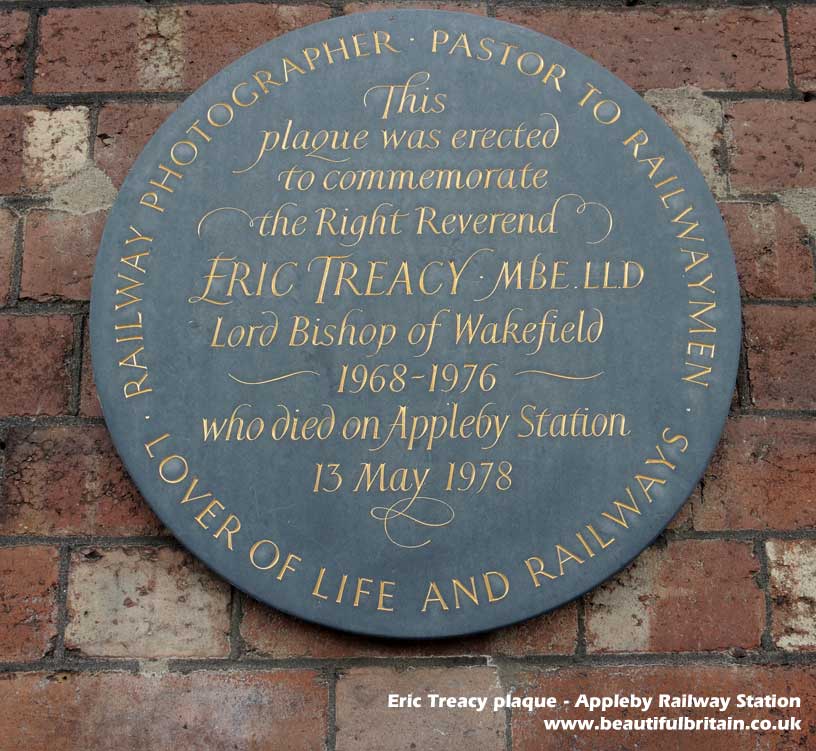 RAILWAY PHOTOGRAPHER · PASTOR TO RAILWAYMEN · LOVER OF LIFE AND RAILWAYS ·
This
plaque was erected
to commemorate
the Right Reverend
ERIC TREACY · MBE. LL.D
Lord Bishop of Wakefield
1968-1976
who died on Appleby Station
13 May 1978
Eric Treacy plaque - Appleby Railway Station
www.beautifulbritain.co.uk